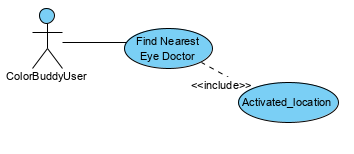 Find Nearest
Eye Doctor
ColorBuddyUser
<<include>>
Activated_location